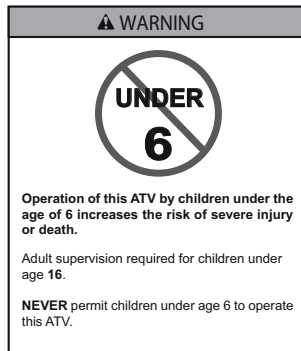 WARNING
UNDER
6
Operation of this ATV by children under the
age of 6 increases the risk of severe injury
or death.
Adult supervision required for children under
age 16.
NEVER permit children under age 6 to operate
this ATV.